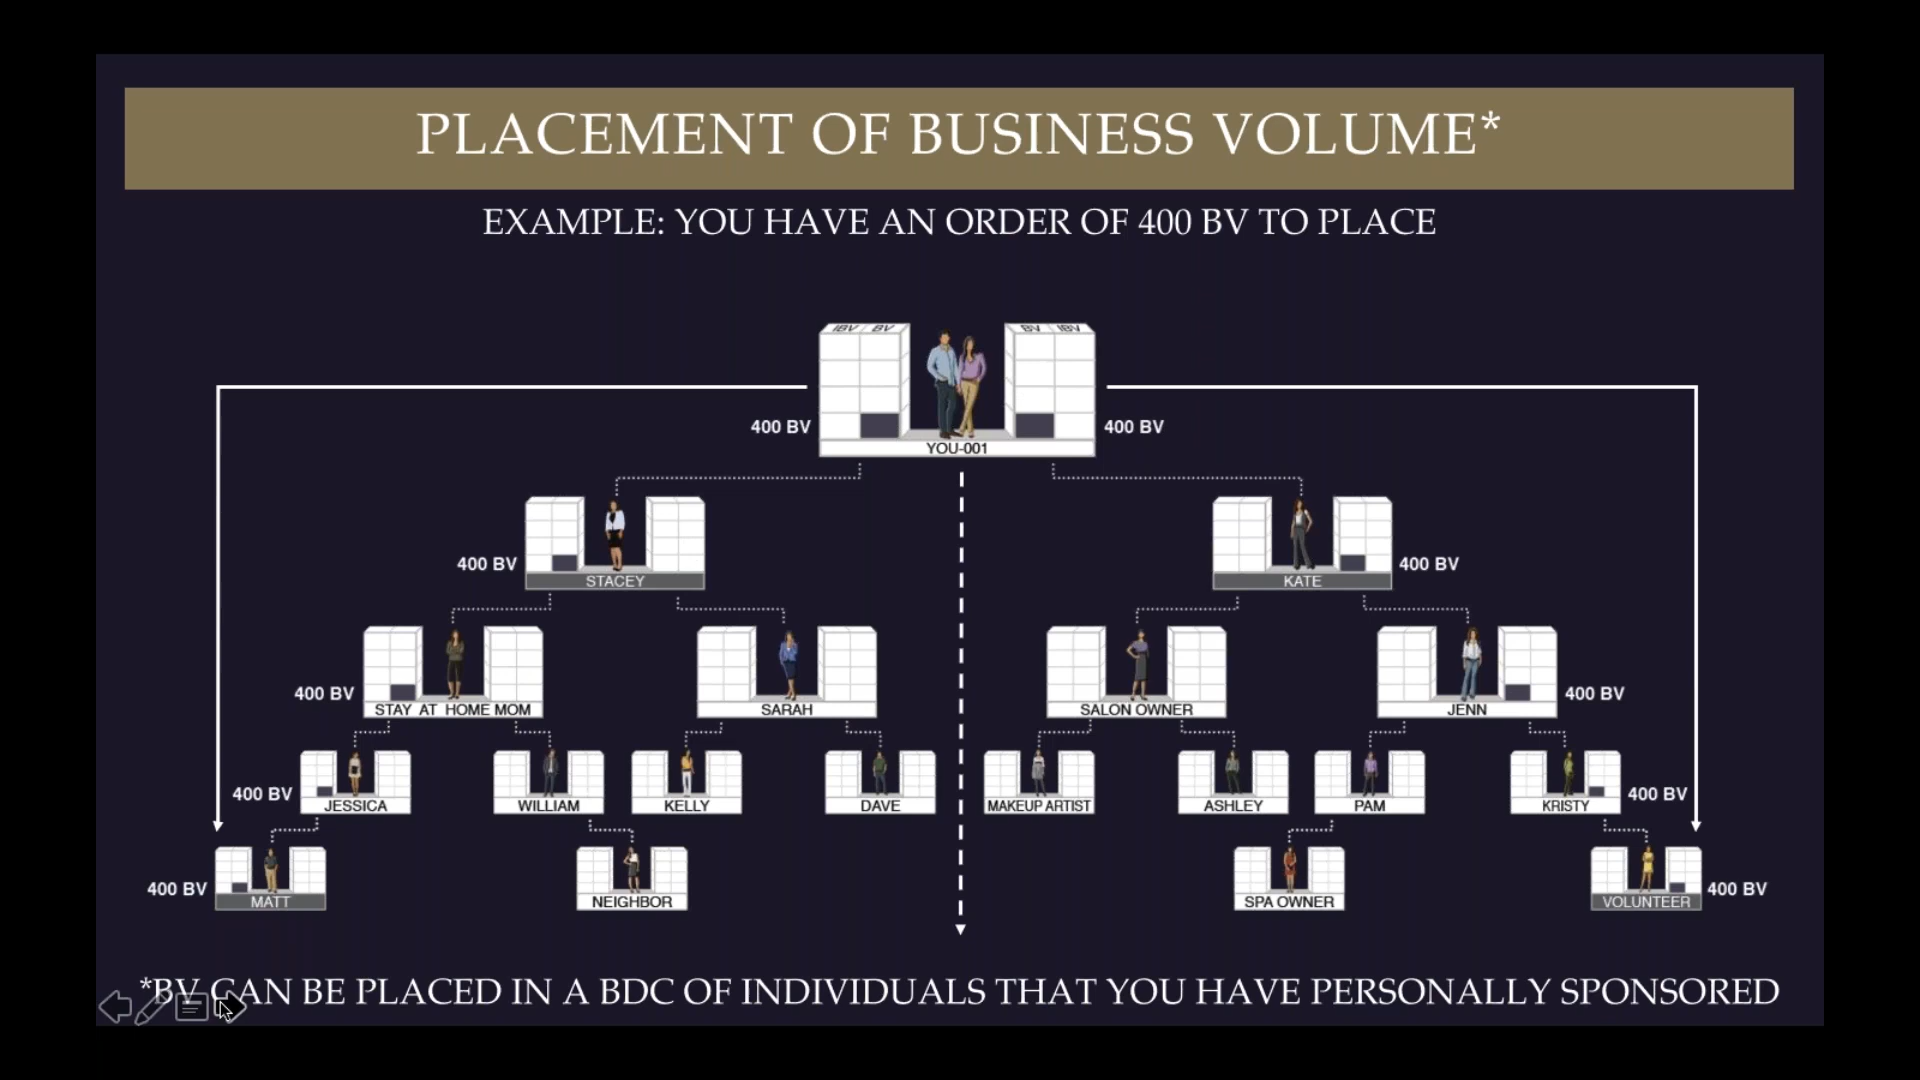 PLACEMENT OF BUSINESS VOLUME*
EXAMPLE: YOU HAVE AN ORDER OF 400 BV TO PLACE
IBV BV BV IBV
400 BV 400 BV
YOU-001
400 BV 400 BV
STACEY KATE
400 BV 400 BV
STAY AT HOME MOM SARAH SALON OWNER JENN
400 BV 400 BV
JESSICA WILLIAM KELLY DAVE MAKEUP ARTIST ASHLEY PAM KRISTY
400 BV 400 BV
MATT NEIGHBOR SPA OWNER VOLUNTEER
*BV CAN BE PLACED IN A BDC OF INDIVIDUALS THAT YOU HAVE PERSONALLY SPONSORED